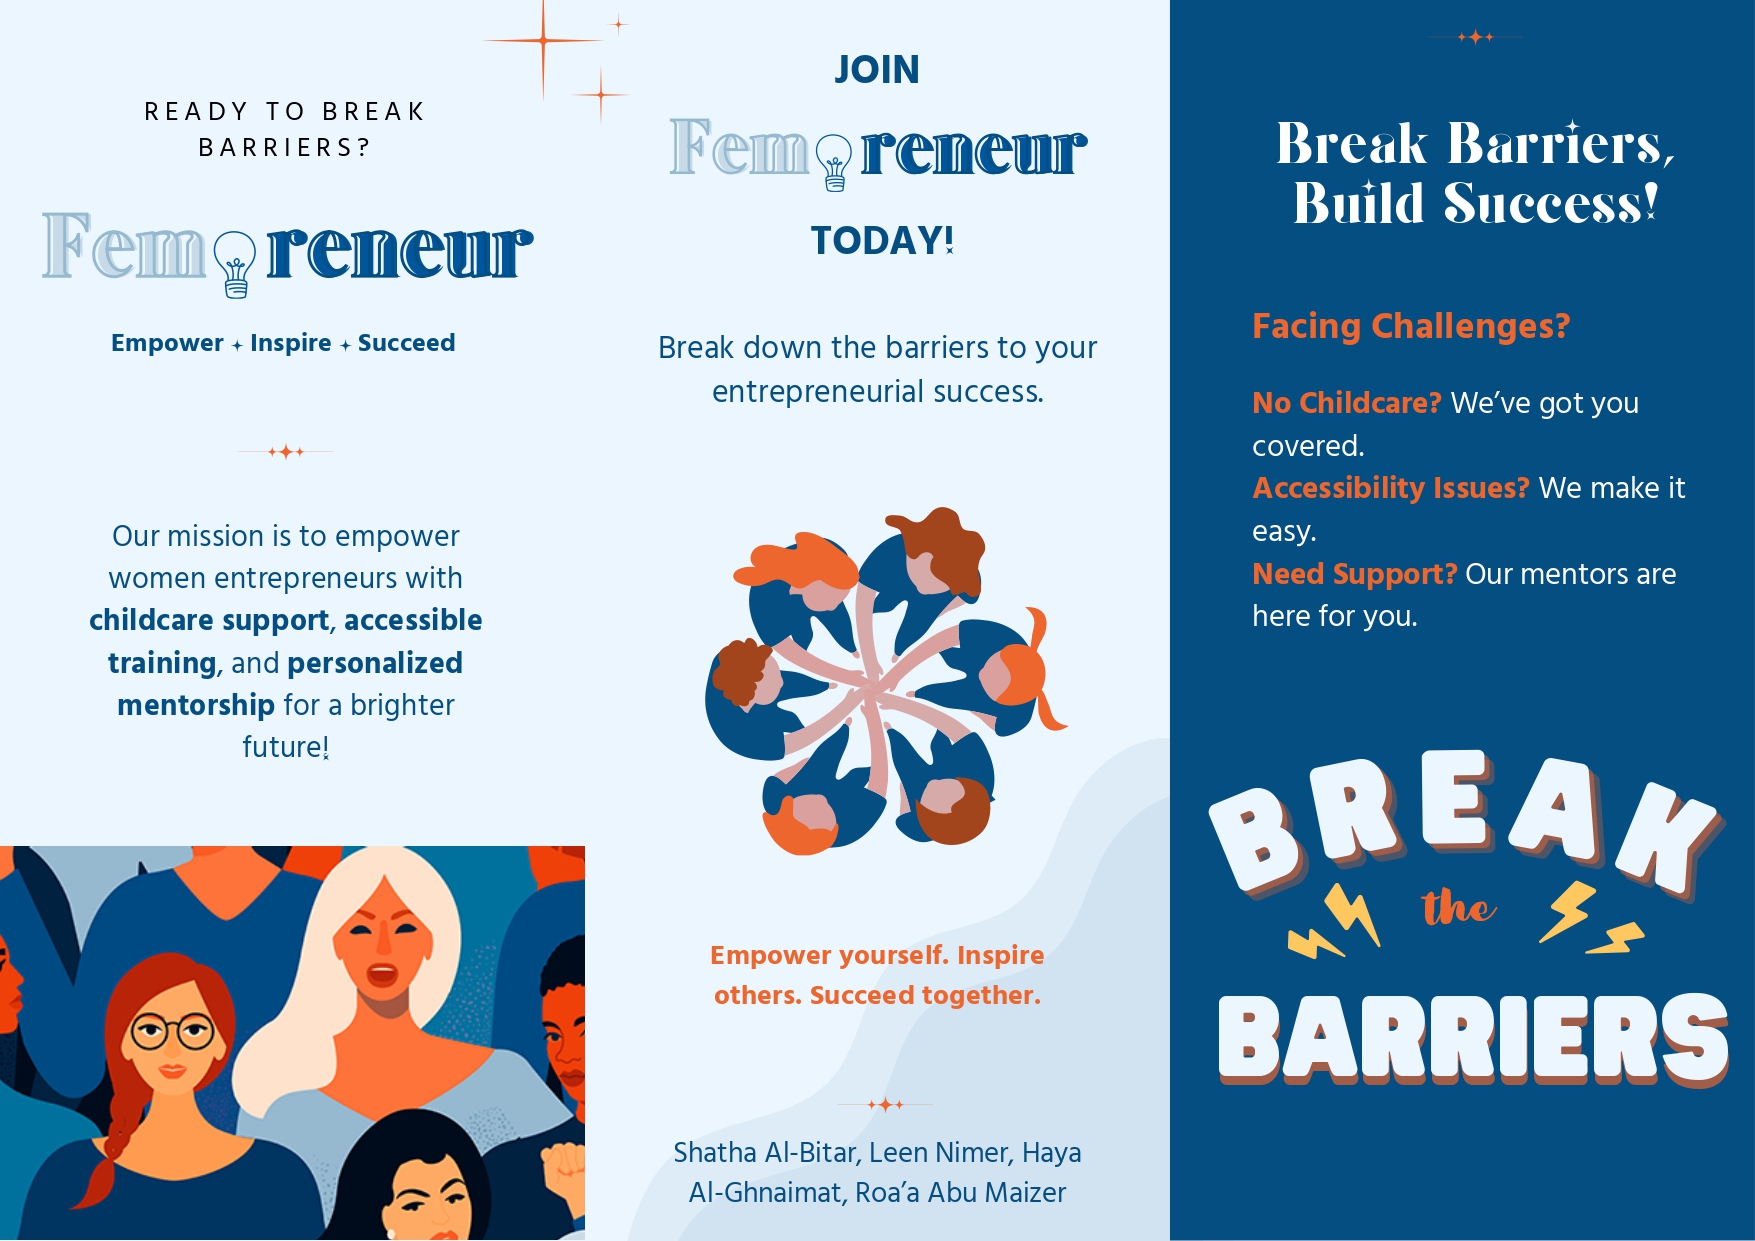 READY TO BREAK
BARRIERS?
Femreneur
Empower Inspire Succeed
Our mission is to empower
women entrepreneurs with
childcare support, accessible
training, and personalized
mentorship for a brighter
future!
JOIN
Femreneur
TODAY!
Break down the barriers to your
entrepreneurial success.
Empower yourself. Inspire
others. Succeed together.
Shatha Al-Bitar, Leen Nimer, Haya
Al-Ghnaimat, Roa’a Abu Maizer
Break Barriers,
Build Success!
Facing Challenges?
No Childcare? We’ve got you
covered.
Accessibility Issues? We make it
easy.
Need Support? Our mentors are
here for you.
BREAK
the
BARRIERS